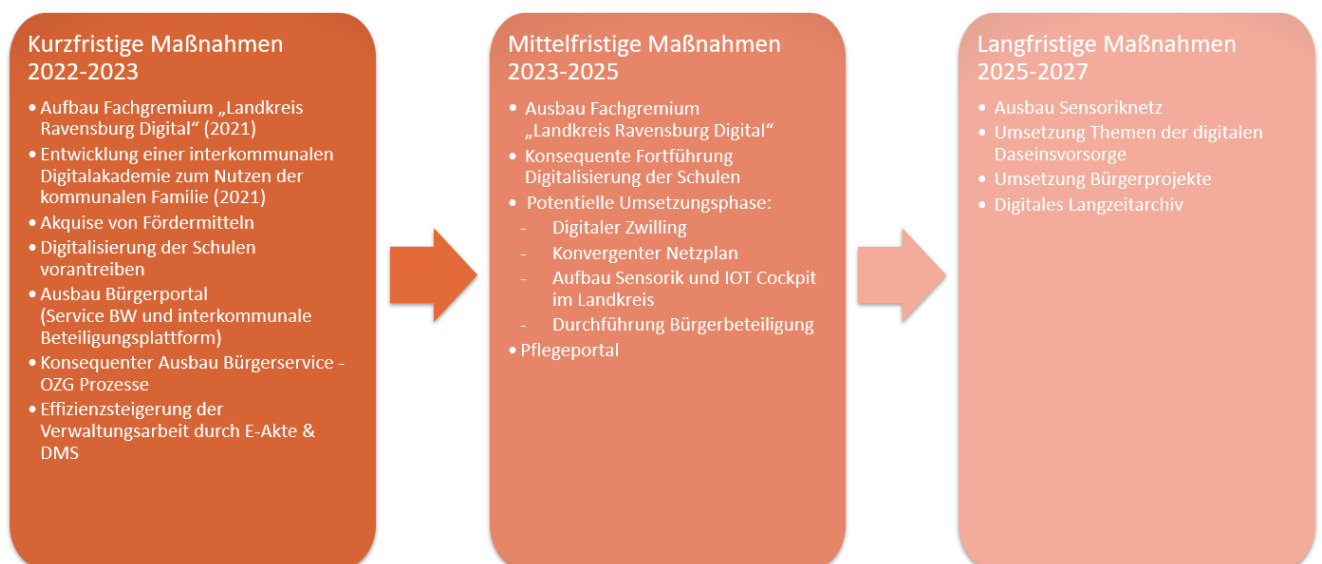 Kurzfristige Maßnahmen
2022-2023
• Aufbau Fachgremium „Landkreis
Ravensburg Digital“ (2021)
• Entwicklung einer interkommunalen
Digitalakademie zum Nutzen der
kommunalen Familie (2021)
• Akquise von Fördermitteln
• Digitalisierung der Schulen
vorantreiben
• Ausbau Bürgerportal
(Service BW und interkommunale
Beteiligungsplattform)
• Konsequenter Ausbau Bürgerservice -
OZG Prozesse
• Effizienzsteigerung der
Verwaltungsarbeit durch E-Akte &
DMS
Mittelfristige Maßnahmen
2023-2025
• Ausbau Fachgremium
„Landkreis Ravensburg Digital“
• Konsequente Fortführung
Digitalisierung der Schulen
• Potentielle Umsetzungsphase:
- Digitaler Zwilling
- Konvergenter Netzplan
- Aufbau Sensorik und IOT Cockpit
im Landkreis
- Durchführung Bürgerbeteiligung
• Pflegeportal
Langfristige Maßnahmen
2025-2027
• Ausbau Sensoriknetz
• Umsetzung Themen der digitalen
Daseinsvorsorge
• Umsetzung Bürgerprojekte
• Digitales Langzeitarchiv